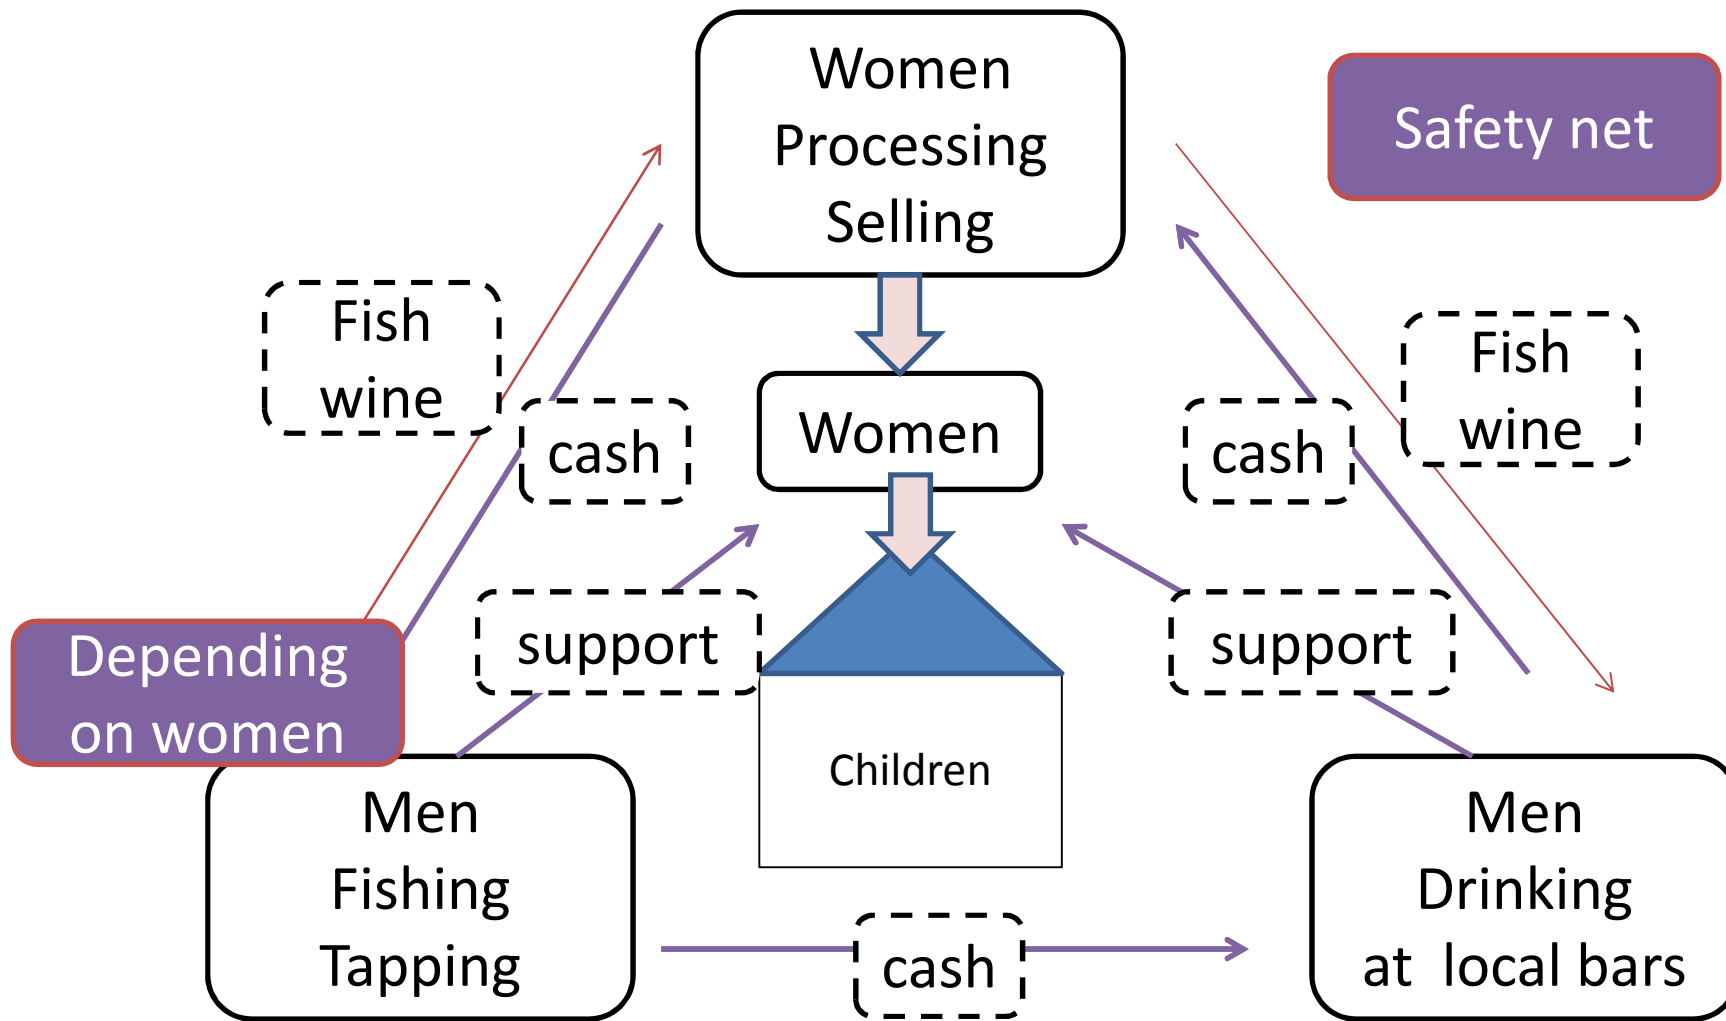 Women
Processing
Selling
Safety net
Fish
wine
cash
Women
cash
Fish
wine
support
support
Depending
on women
Children
Men
Fishing
Tapping
cash
Men
Drinking
at local bars